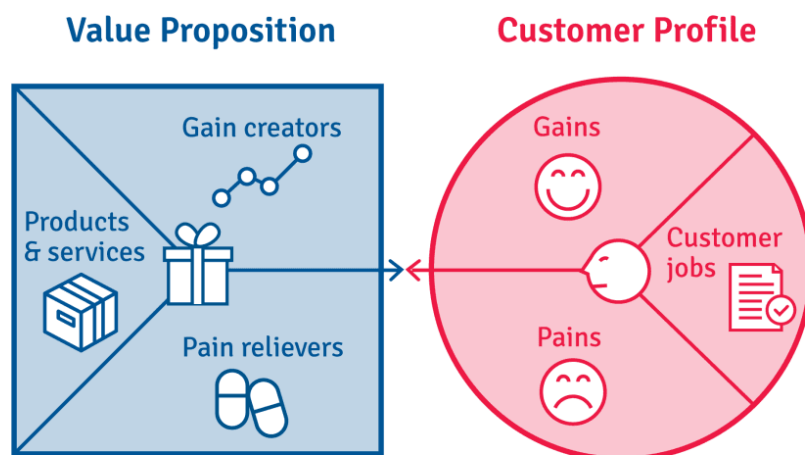 Value Proposition
Customer Profile
Gain creators
Products
& services
Pain relievers
Gains
Customer
jobs
Pains